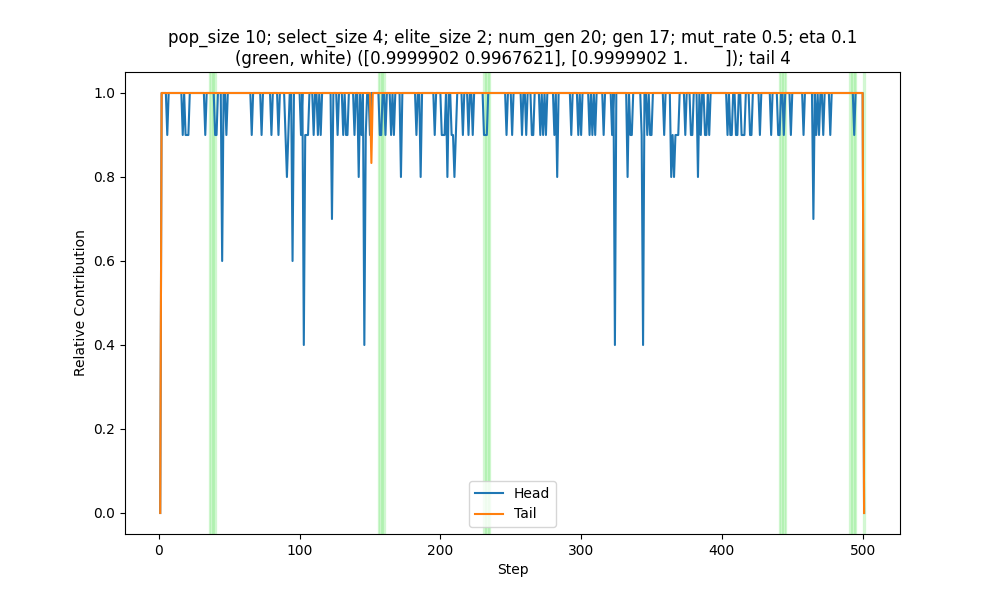 pop_size 10; select_size 4; elite_size 2; num_gen 20; gen 17; mut_rate 0.5; eta 0.1
(green, white) ([0.9999902 0.9967621], [0.9999902 1.       ]); tail 4
1.0
0.8
0.6
0.4
0.2
0.0
Relative Contribution
Head
Tail
0
100
200
300
400
500
Step